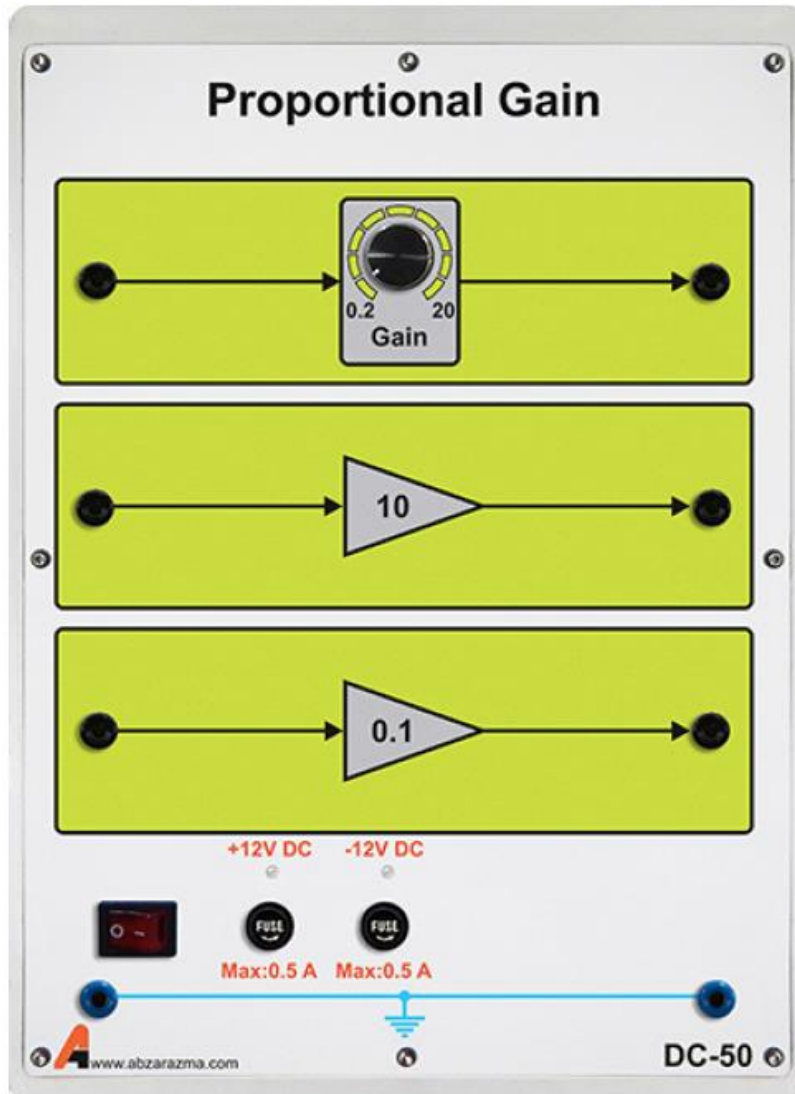 Proportional Gain
0.2 20
Gain
10
0.1
+12V DC -12V DC
FUSE FUSE
Max:0.5 A Max:0.5 A
www.abzarazma.com DC-50